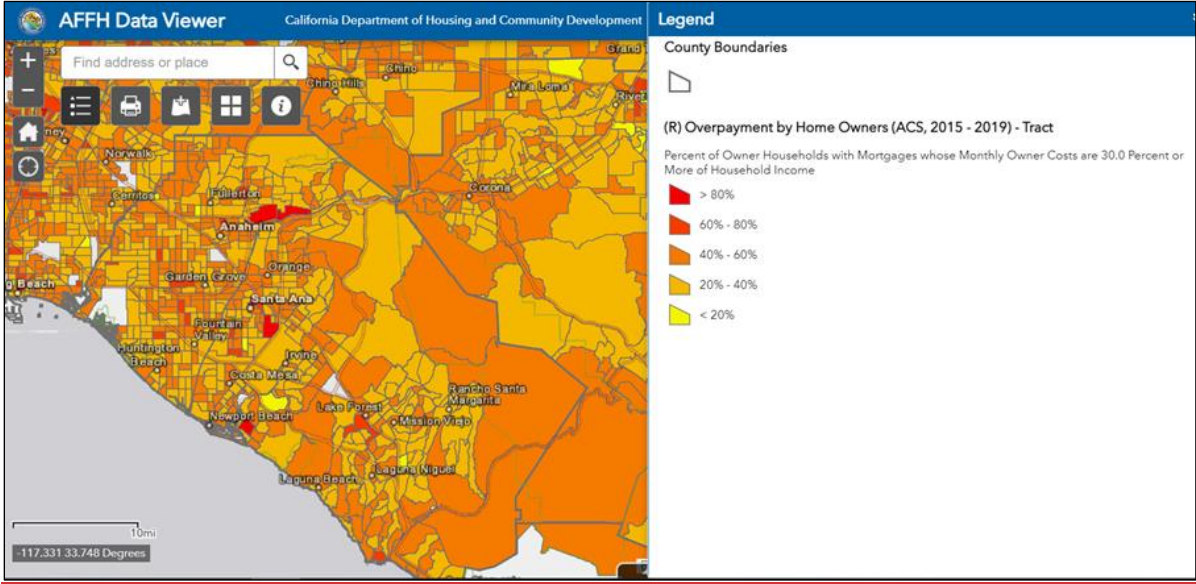 AFFH Data Viewer
California Department of Housing and Community Development
Find address or place
Grand
Chino
Chino Hills
Mira Loma
River
ney
Norwalk
Cerritos
Fullerton
Corona
Anaheim
Orange
Garden Grove
g Beach
Santa Ana
Fountain
Valley
Huntington
Beach
Irvine
Costa Mesa
Rancho Santa
Margarita
Lake Forest
Newport Beach
Mission Viejo
Laguna Niguel
Laguna Beach
10mi
-117.331 33.748 Degrees
Legend
County Boundaries
(R) Overpayment by Home Owners (ACS, 2015 - 2019) - Tract
Percent of Owner Households with Mortgages whose Monthly Owner Costs are 30.0 Percent or
More of Household Income
> 80%
60% - 80%
40% - 60%
20% - 40%
< 20%